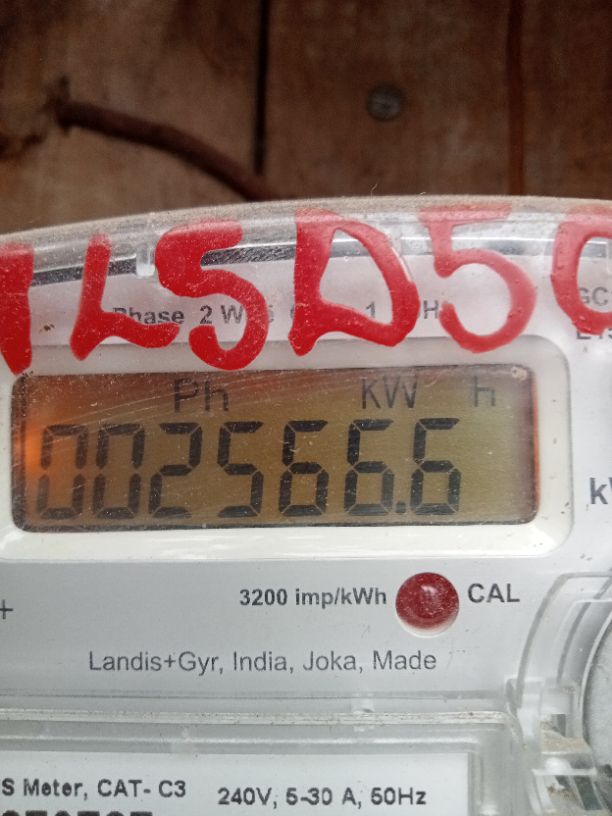 1LSD50
Phase 2 W
Ph kW h
002566.6
3200 imp/kWh CAL
Landis+Gyr, India, Joka, Made
S Meter, CAT- C3 240V, 5-30 A, 50Hz